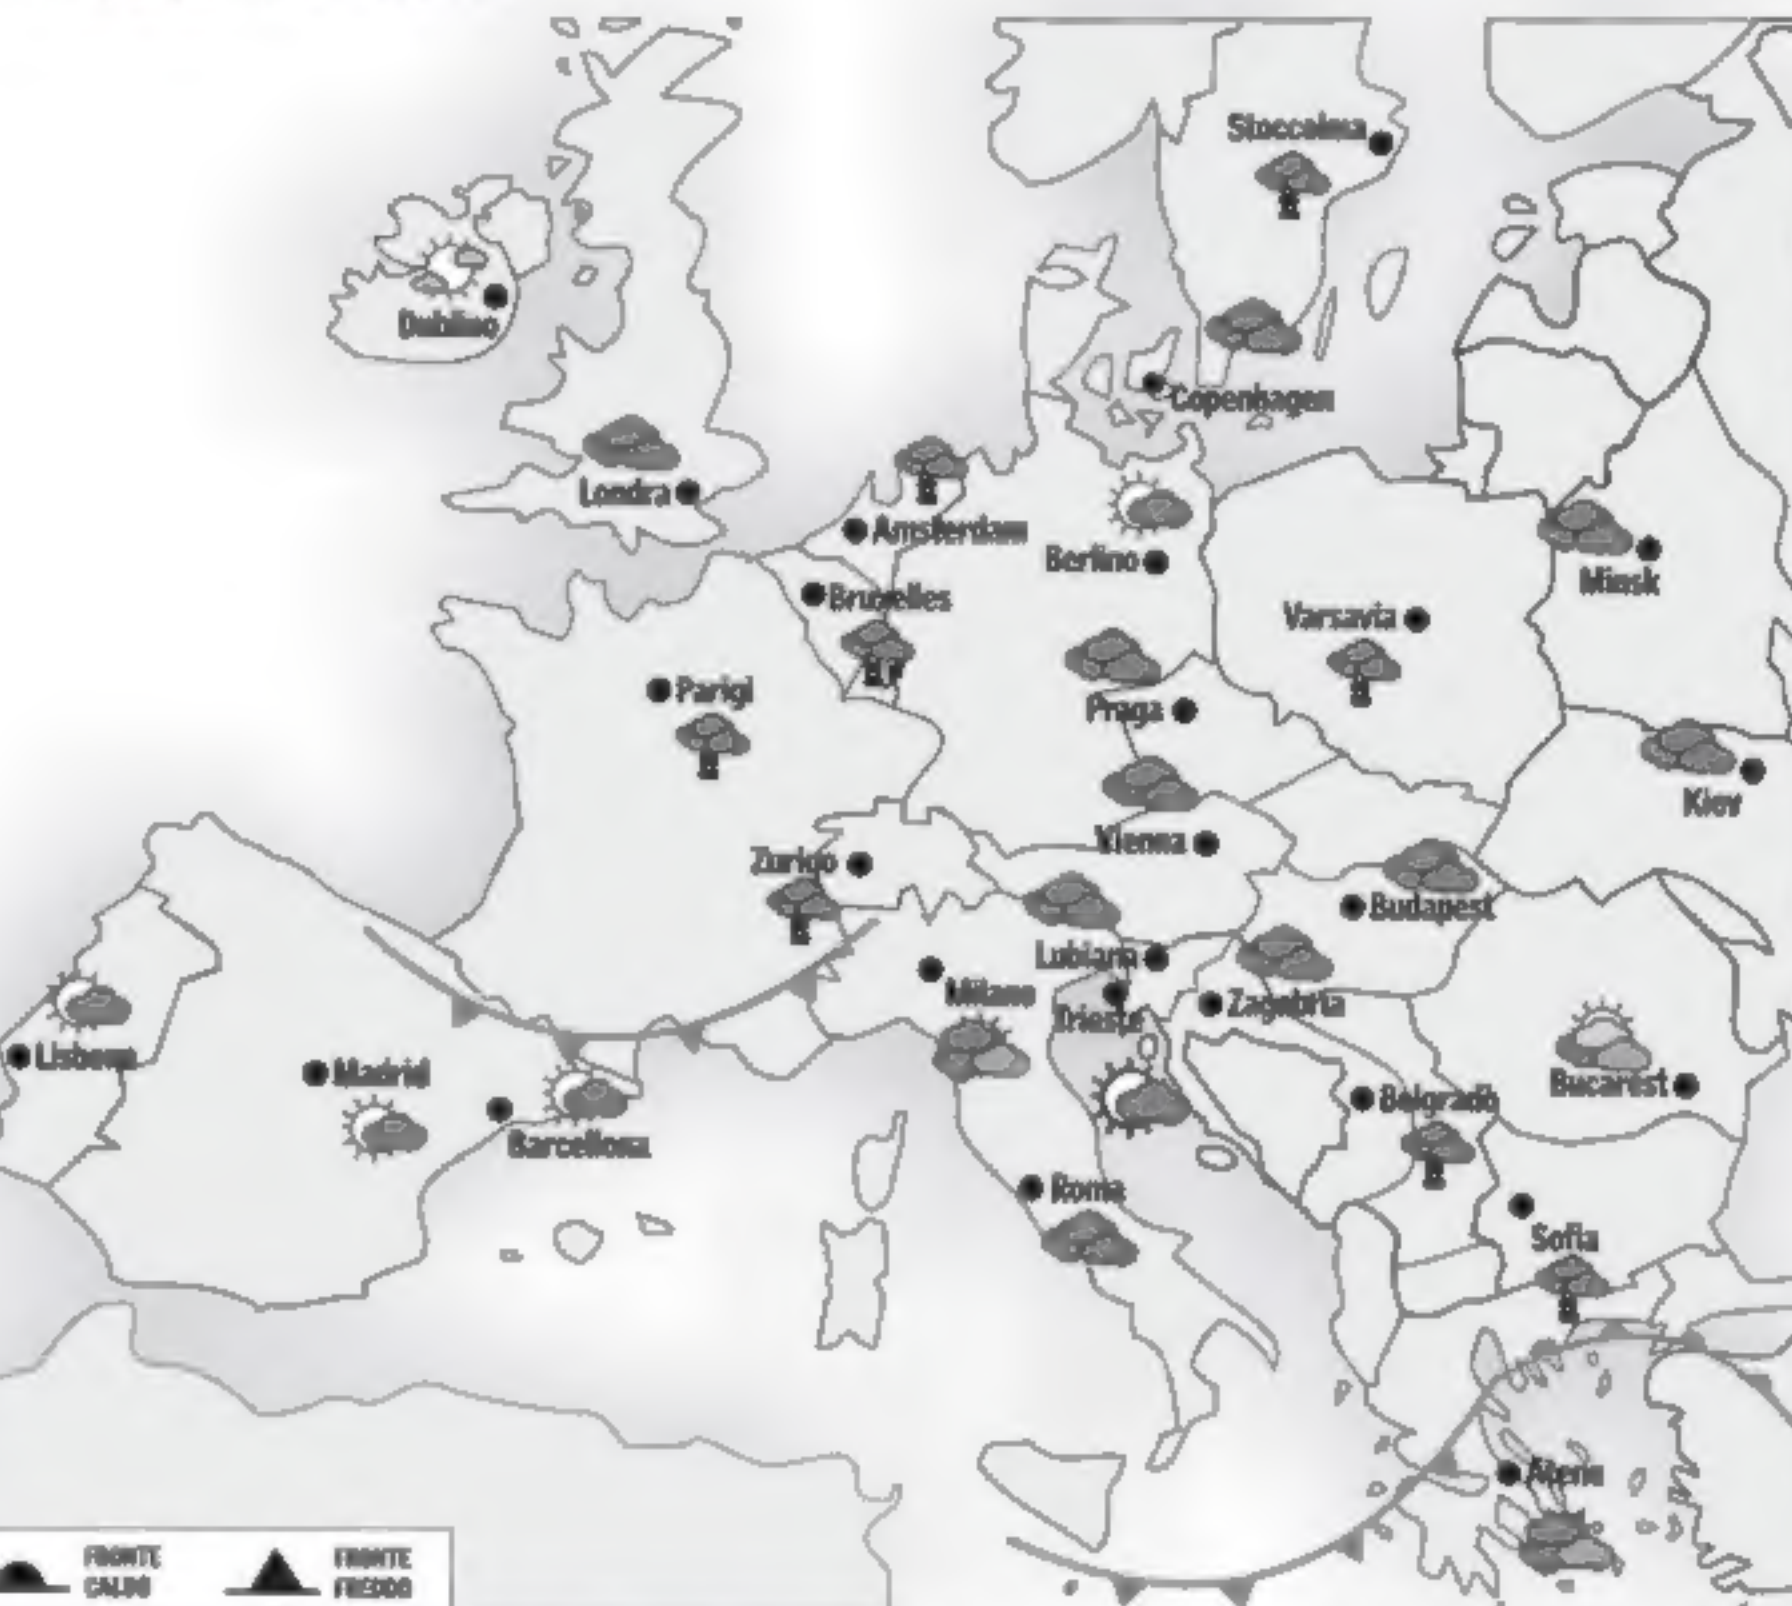 Stoccolma
Dublino
Copenhagen
Londra
Amsterdam
Berlino
Minsk
Bruxelles
Varsavia
Parigi
Praga
Kiev
Vienna
Zurigo
Budapest
Lubiana
Milano
Zagabria
Trieste
Lisbona
Madrid
Bucarest
Belgrado
Barcellona
Roma
Sofia
Atene
FRONTE
CALDO
FRONTE
FREDDO